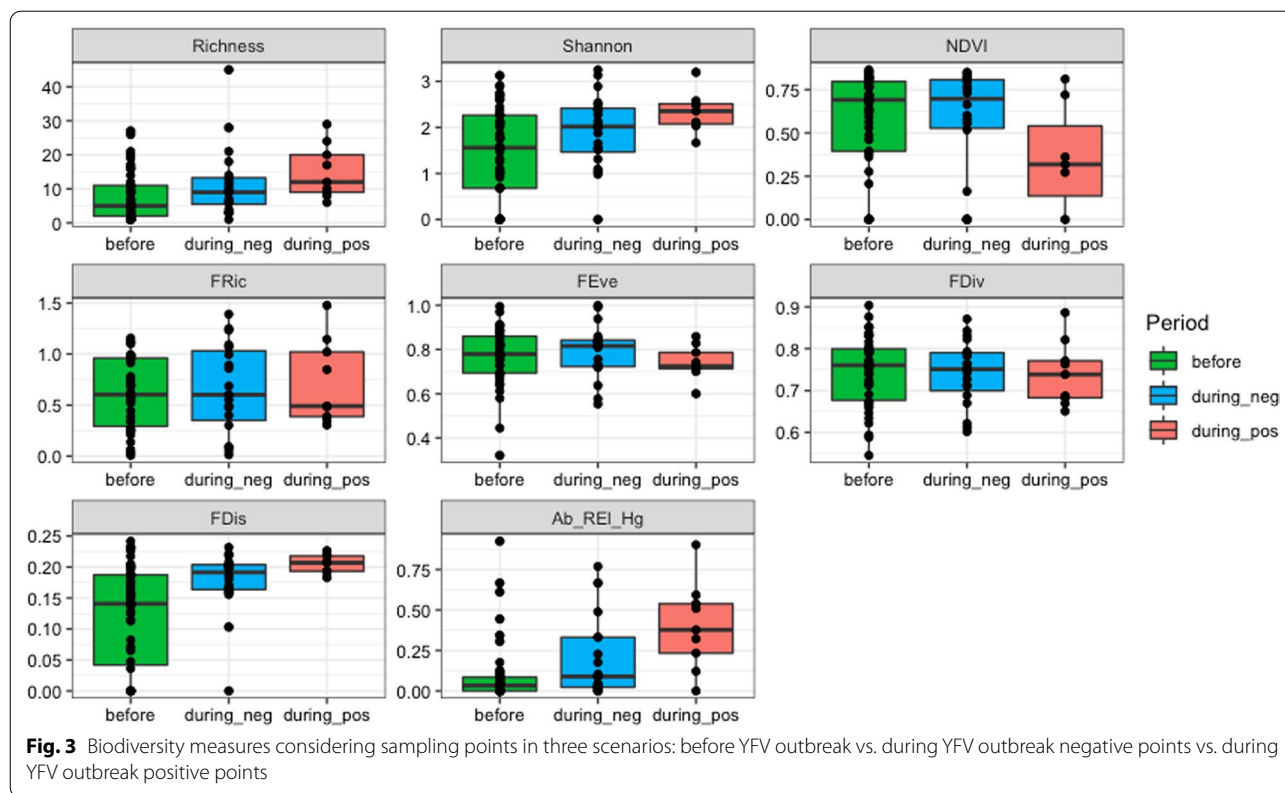 Richness
Shannon
NDVI
40
30
20
10
0
3
2
1
0
0.75
0.50
0.25
0.00
before during_neg during_pos
before during_neg during_pos
before during_neg during_pos
FRic
FEve
FDiv
1.5
1.0
0.5
0.0
1.0
0.8
0.6
0.4
0.9
0.8
0.7
0.6
before during_neg during_pos
before during_neg during_pos
before during_neg during_pos
Period
before
during_neg
during_pos
FDis
Ab_REl_Hg
0.25
0.20
0.15
0.10
0.05
0.00
0.75
0.50
0.25
0.00
before during_neg during_pos
before during_neg during_pos
Fig. 3 Biodiversity measures considering sampling points in three scenarios: before YFV outbreak vs. during YFV outbreak negative points vs. during
YFV outbreak positive points